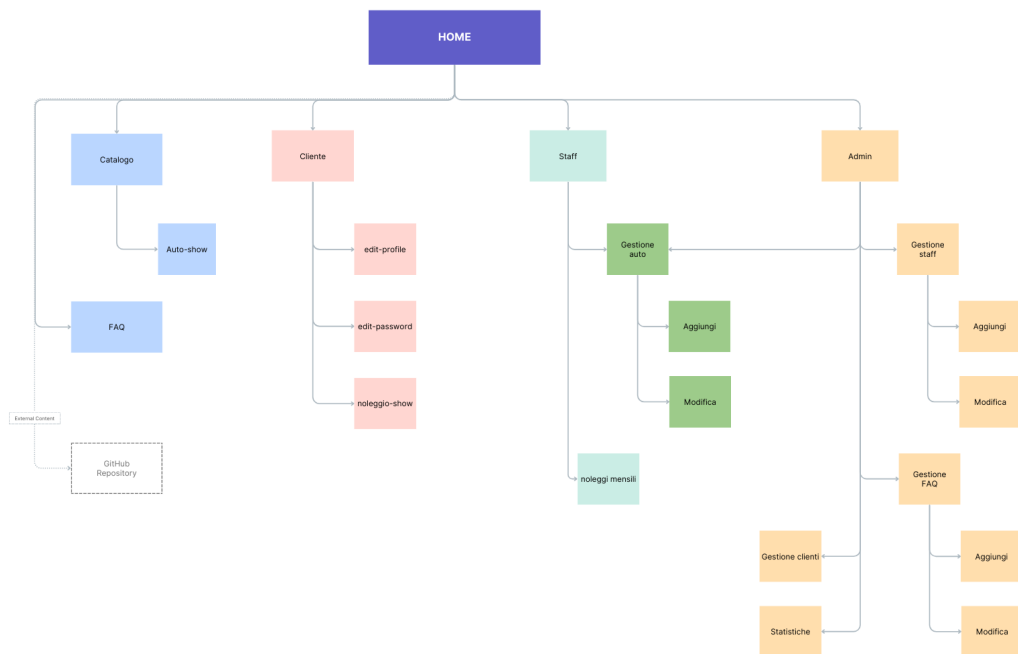 HOME
Catalogo
Cliente
Staff
Admin
Auto-show
edit-profile
Gestione
auto
Gestione
staff
FAQ
edit-password
Aggiungi
Aggiungi
noleggio-show
Modifica
Modifica
External Content
GitHub
Repository
noleggi mensili
Gestione
FAQ
Gestione clienti
Aggiungi
Statistiche
Modifica